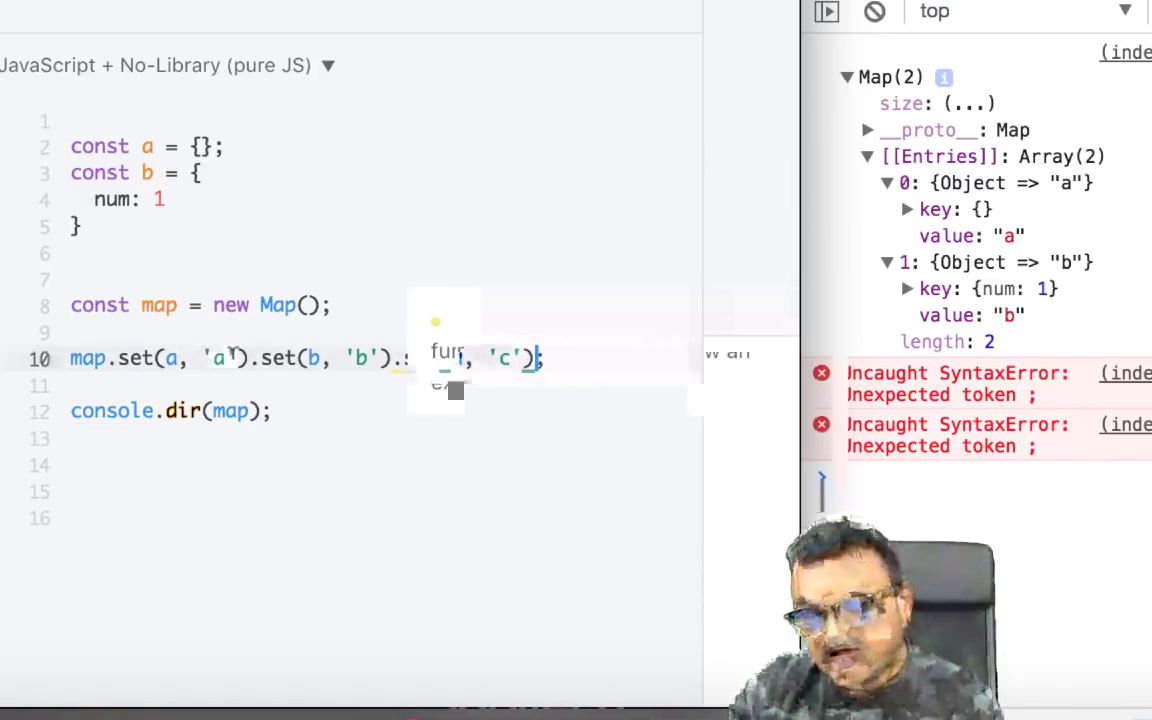 top
JavaScript + No-Library (pure JS)
(inde
Map(2) i
size: (...)
__proto__: Map
[[Entries]]: Array(2)
0: {Object => "a"}
key: {}
value: "a"
1: {Object => "b"}
key: {num: 1}
value: "b"
length: 2
Uncaught SyntaxError: (inde
Unexpected token ;
Uncaught SyntaxError: (inde
Unexpected token ;
1
2 const a = {};
3 const b = {
4 num: 1
5 }
6
7
8 const map = new Map();
9
10 map.set(a, 'a').set(b, 'b'). , 'c');
11
12 console.dir(map);
13
14
15
16